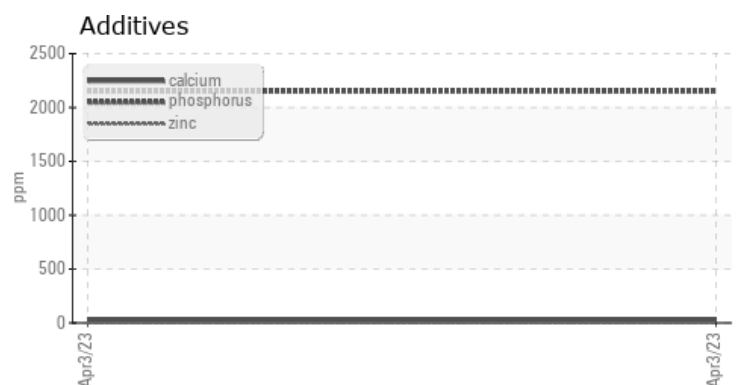 Additives
2500
2000
1500
1000
500
0
ppm
calcium
phosphorus
zinc
Apr3/23
Apr3/23